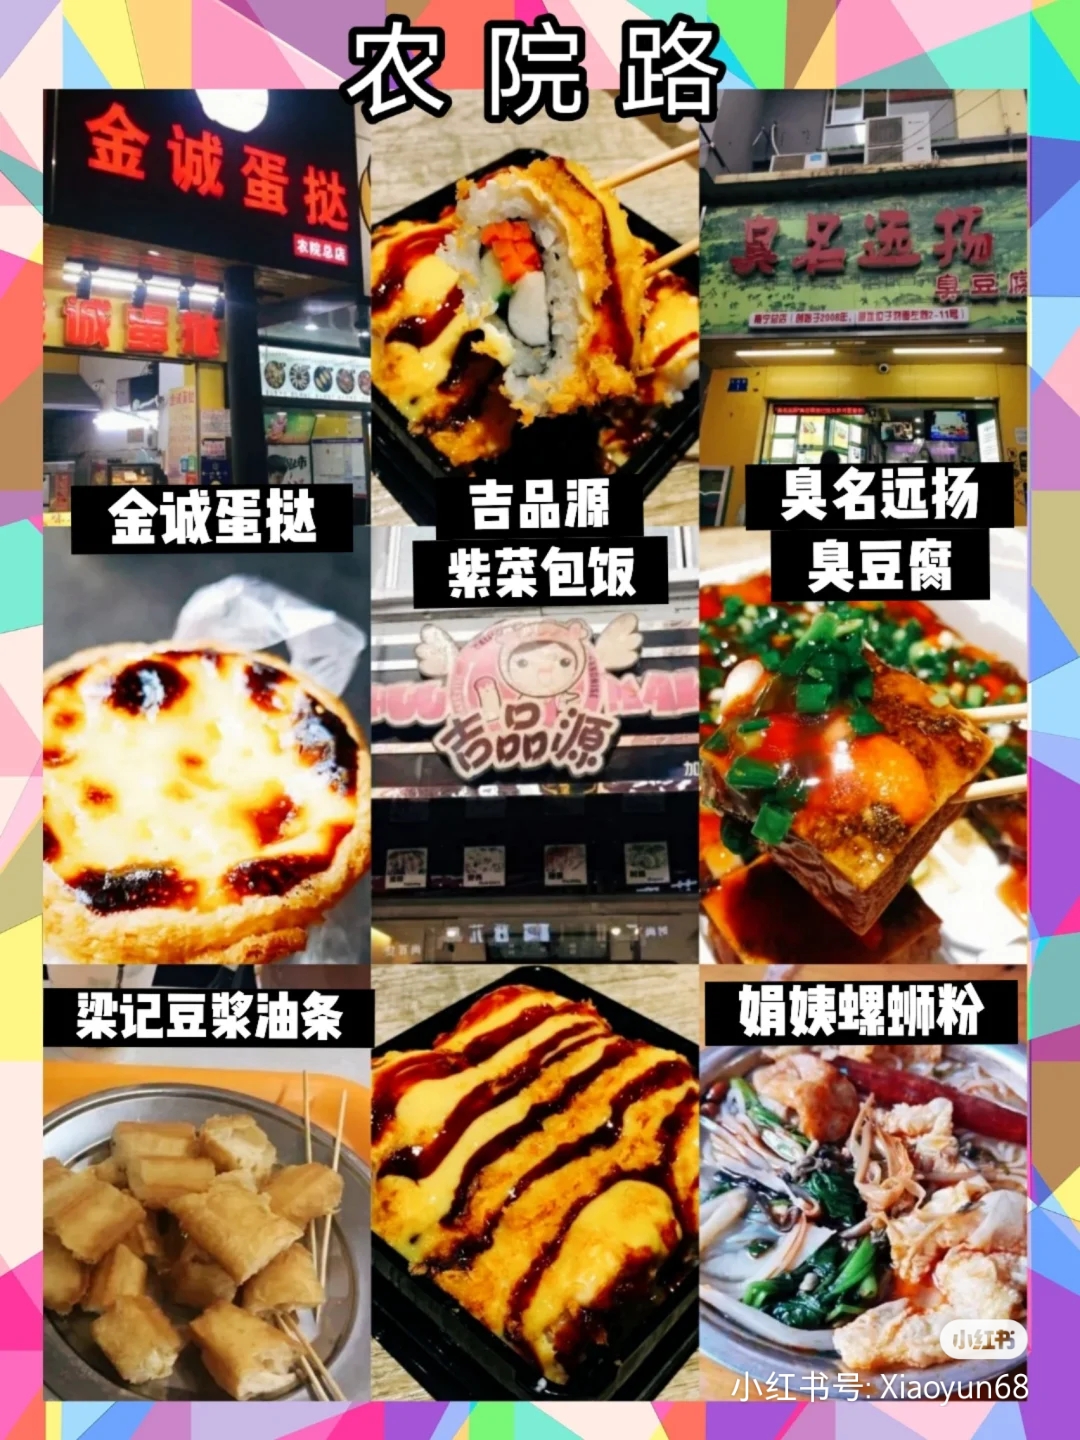 农院路
金诚蛋挞
农院总店
诚蛋挞
臭名远扬
臭豆腐
金诚蛋挞
吉品源
紫菜包饭
臭名远扬
臭豆腐
吉品源
梁记豆浆油条
娟姨螺蛳粉
小红书
小红书号: Xiaoyun68